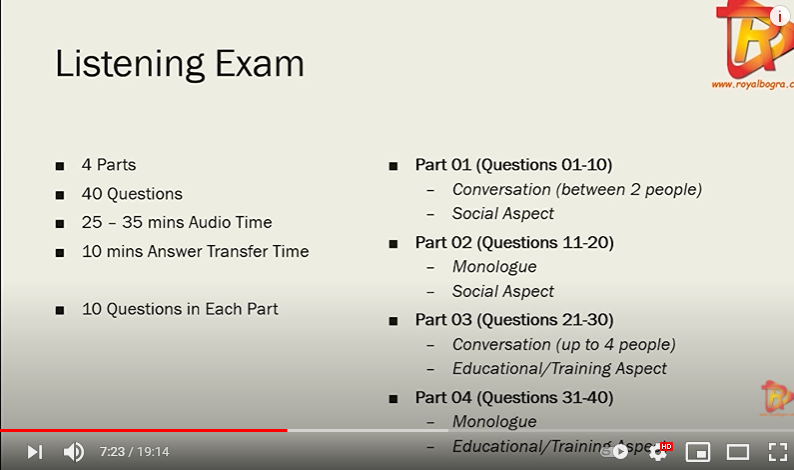 Listening Exam
www.royalbogra.c
4 Parts
40 Questions
25 – 35 mins Audio Time
10 mins Answer Transfer Time
10 Questions in Each Part
Part 01 (Questions 01-10)
– Conversation (between 2 people)
– Social Aspect
Part 02 (Questions 11-20)
– Monologue
– Social Aspect
Part 03 (Questions 21-30)
– Conversation (up to 4 people)
– Educational/Training Aspect
Part 04 (Questions 31-40)
– Monologue
– Educational/Training Aspect
7:23 / 19:14
HD